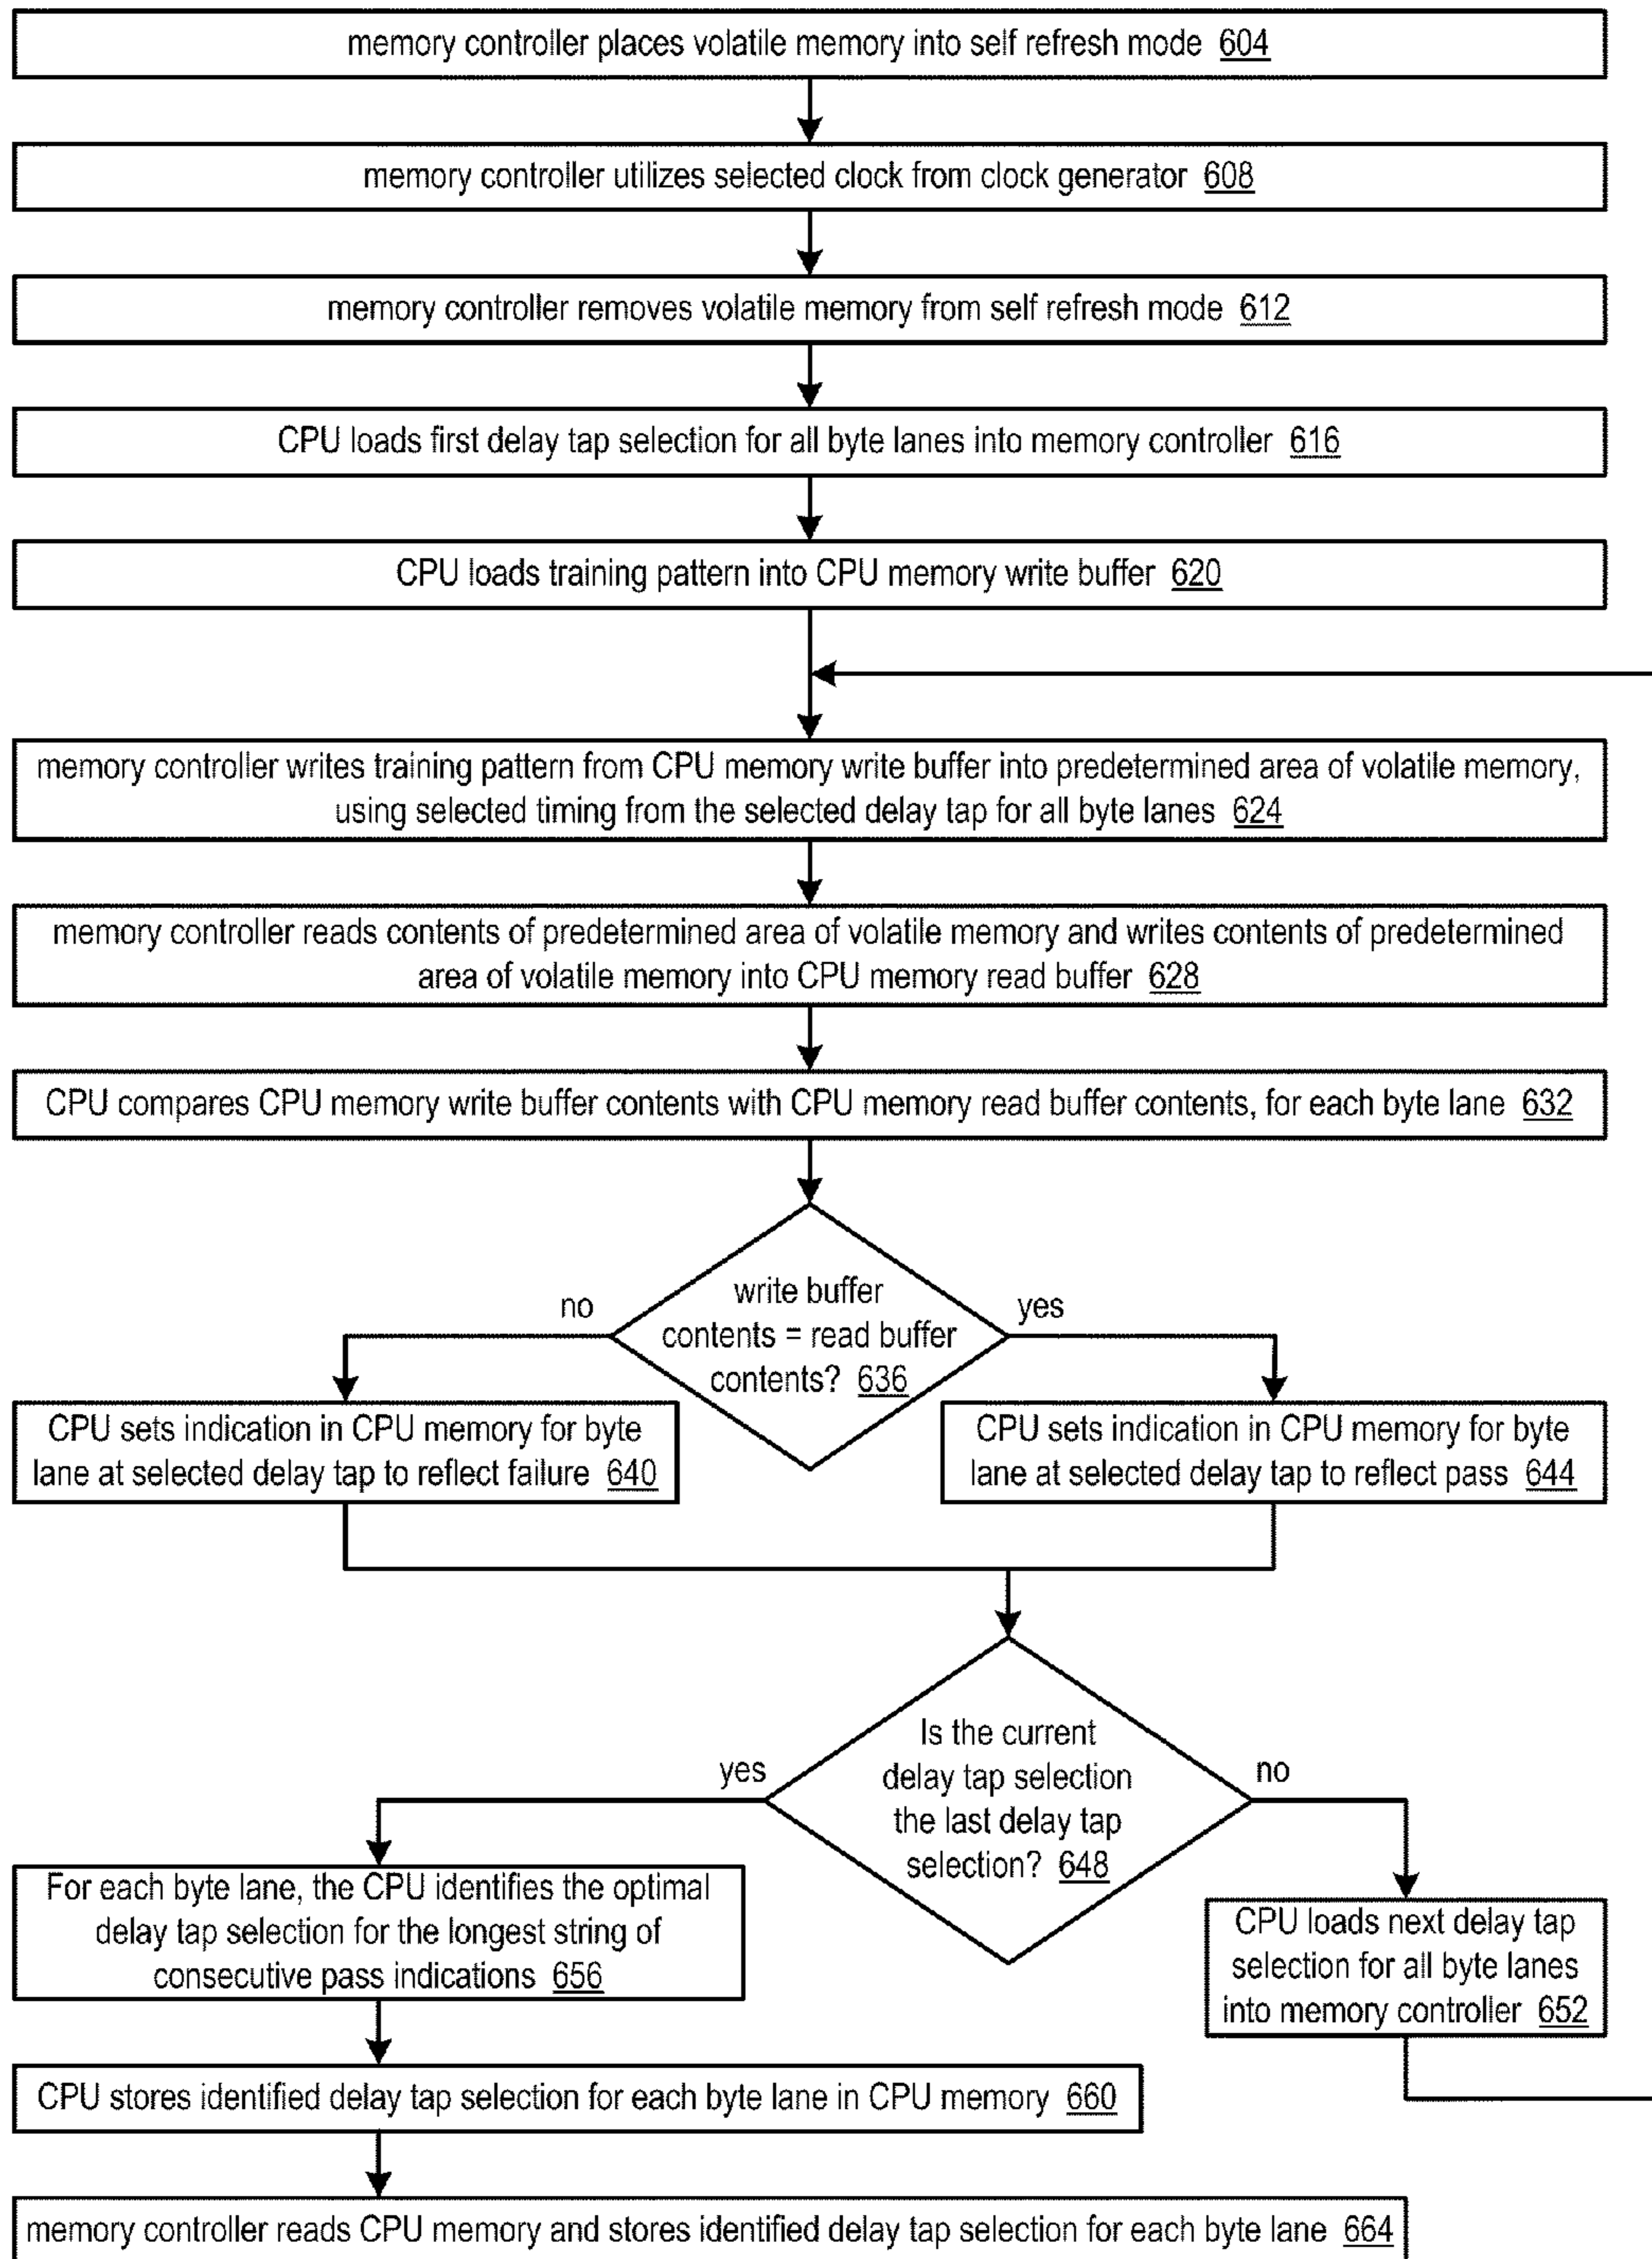 memory controller places volatile memory into self refresh mode 604
memory controller utilizes selected clock from clock generator 608
memory controller removes volatile memory from self refresh mode 612
CPU loads first delay tap selection for all byte lanes into memory controller 616
CPU loads training pattern into CPU memory write buffer 620
memory controller writes training pattern from CPU memory write buffer into predetermined area of volatile memory,
using selected timing from the selected delay tap for all byte lanes 624
memory controller reads contents of predetermined area of volatile memory and writes contents of predetermined
area of volatile memory into CPU memory read buffer 628
CPU compares CPU memory write buffer contents with CPU memory read buffer contents, for each byte lane 632
write buffer
contents = read buffer
contents? 636
no
yes
CPU sets indication in CPU memory for byte
lane at selected delay tap to reflect failure 640
CPU sets indication in CPU memory for byte
lane at selected delay tap to reflect pass 644
Is the current
delay tap selection
the last delay tap
selection? 648
yes
no
For each byte lane, the CPU identifies the optimal
delay tap selection for the longest string of
consecutive pass indications 656
CPU loads next delay tap
selection for all byte lanes
into memory controller 652
CPU stores identified delay tap selection for each byte lane in CPU memory 660
memory controller reads CPU memory and stores identified delay tap selection for each byte lane 664